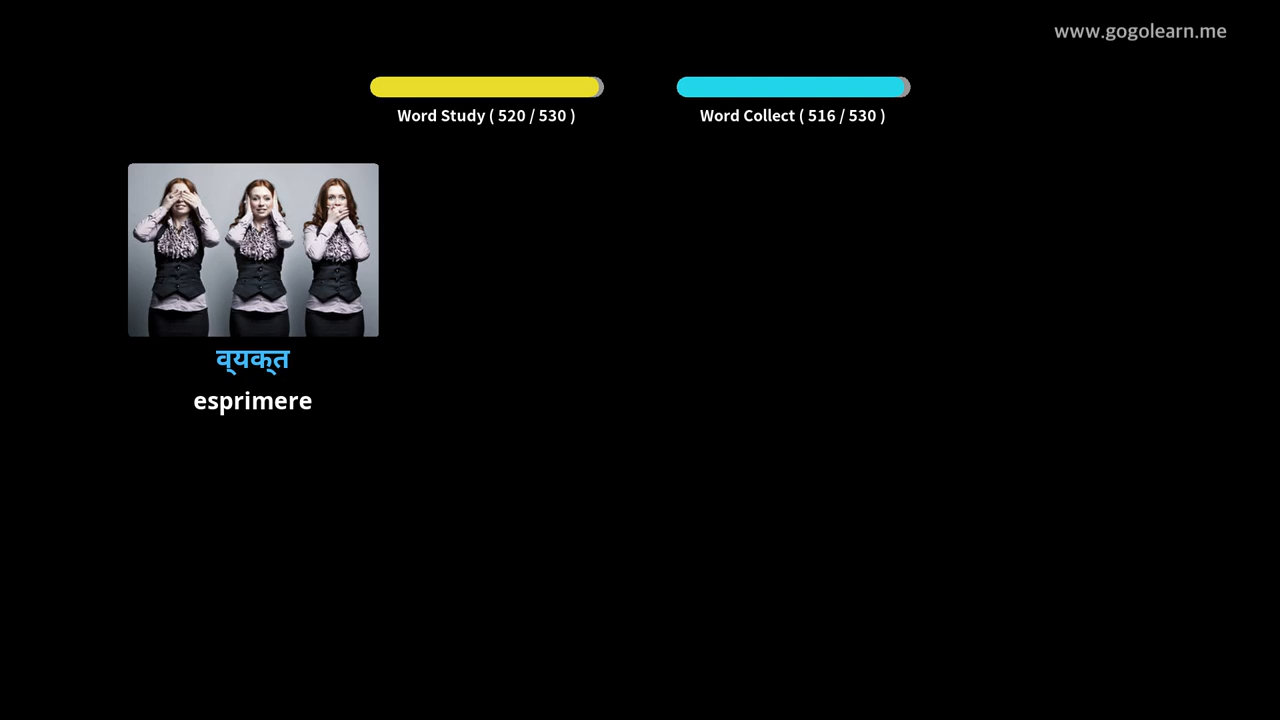 www.gogolearn.me
Word Study ( 520 / 530 )
Word Collect ( 516 / 530 )
व्यक्त
esprimere